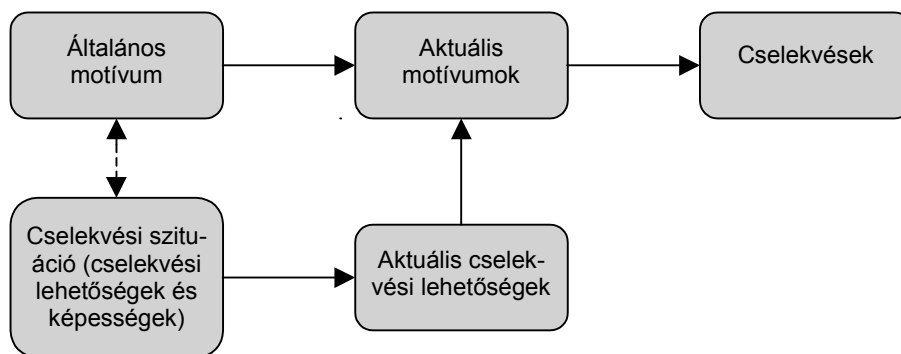 Általános
motívum
Aktuális
motívumok
Cselekvések
Cselekvési szitu-
áció (cselekvési
lehetőségek és
képességek)
Aktuális cselek-
vési lehetőségek